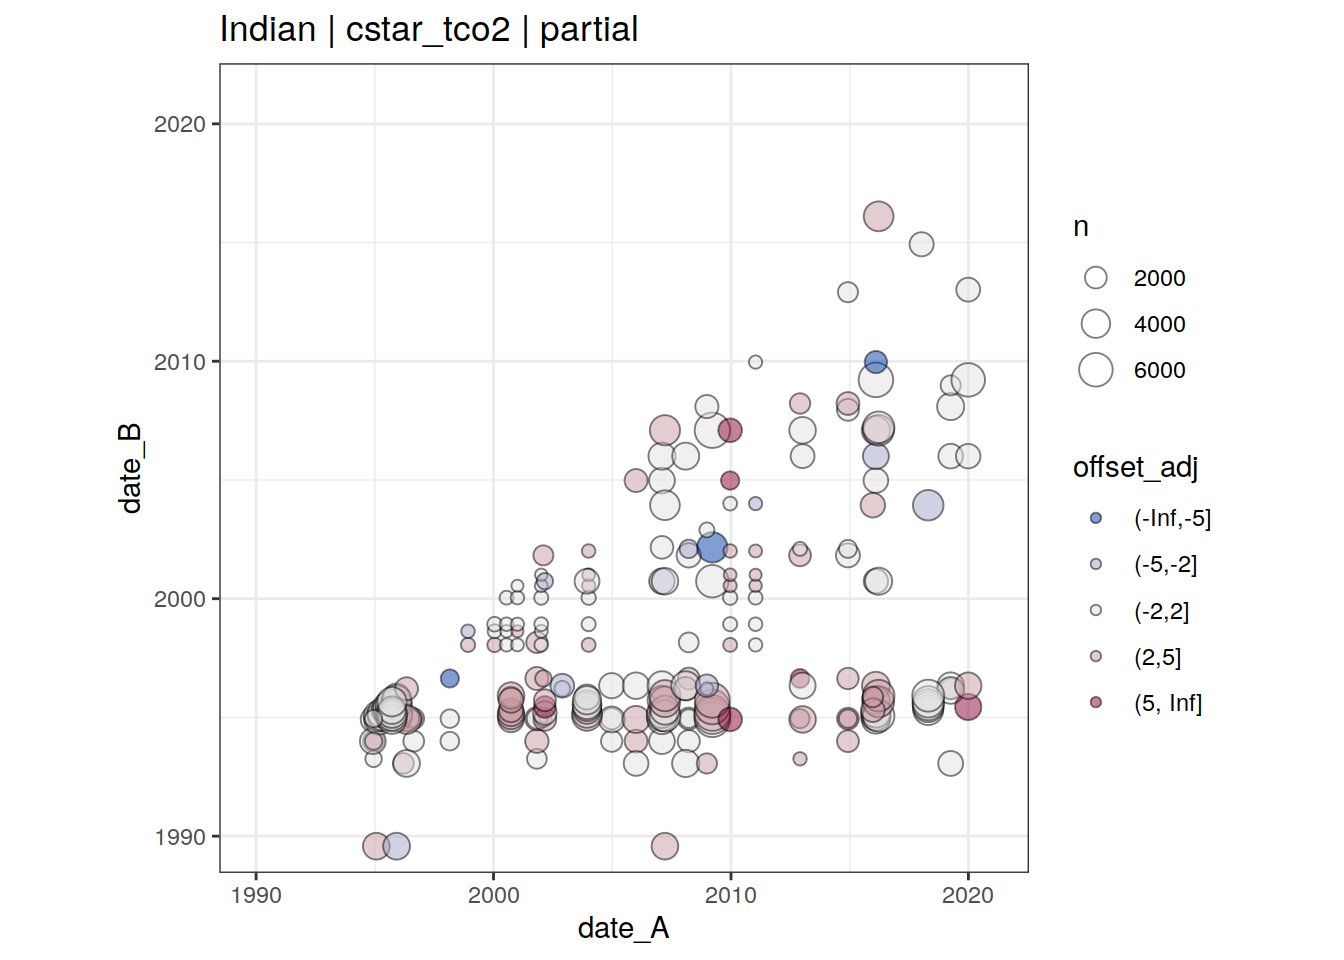 Indian | cstar_tco2 | partial
2020
2010
2000
1990
1990
2000
2010
2020
date_A
date_B
n
2000
4000
6000
offset_adj
(-Inf,-5]
(-5,-2]
(-2,2]
(2,5]
(5, Inf]